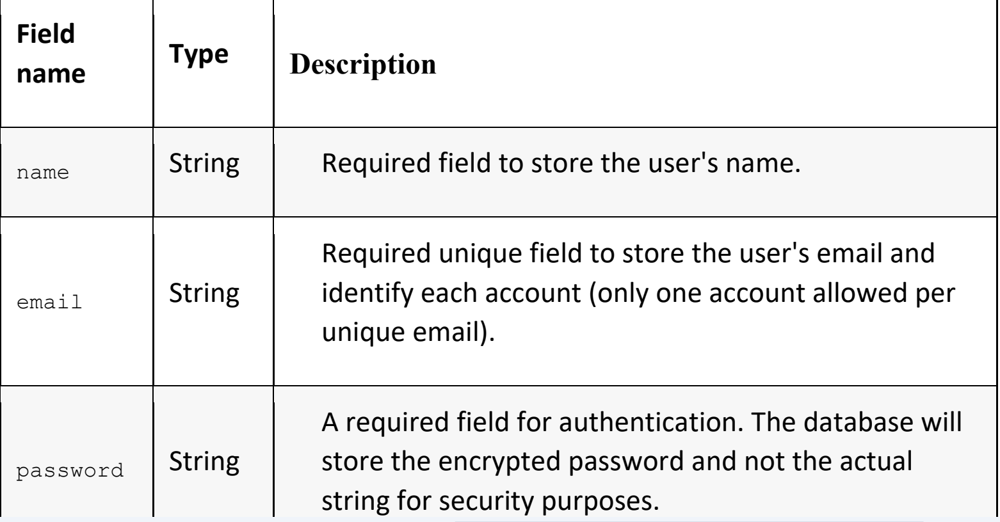 Field
name
Type
Description
name
String
Required field to store the user's name.
email
String
Required unique field to store the user's email and
identify each account (only one account allowed per
unique email).
password
String
A required field for authentication. The database will
store the encrypted password and not the actual
string for security purposes.